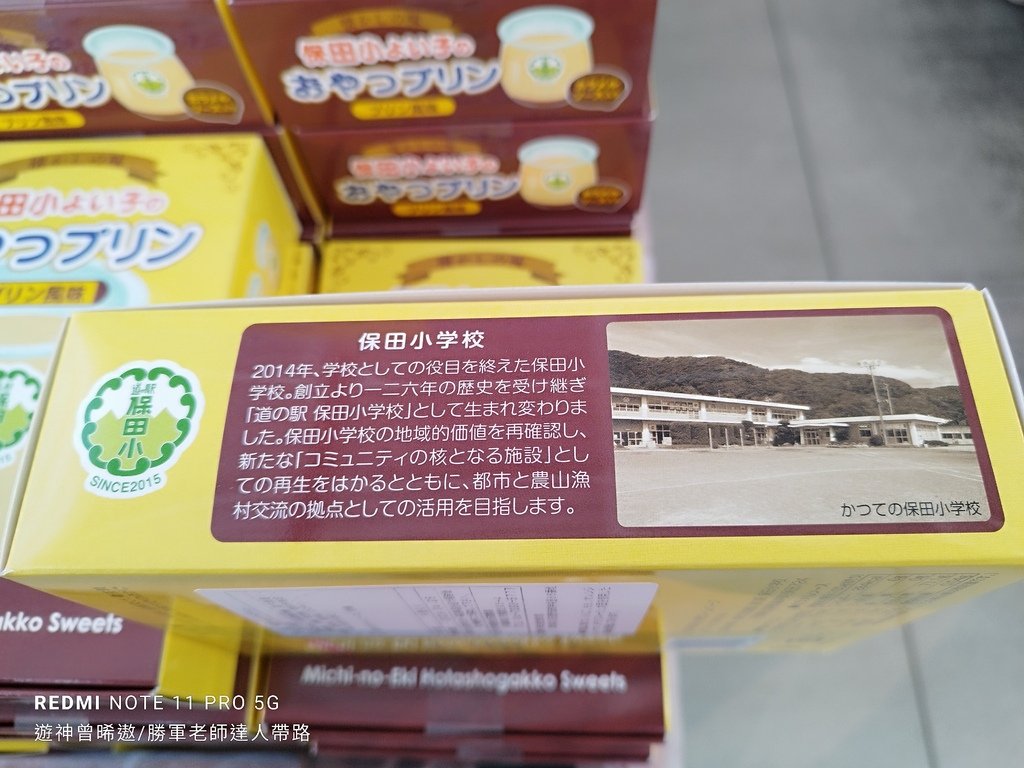 保田小よい子の
おやつプリン
プリン風味
保田小よい子の
おやつプリン
田小よい子の
つプリン
プリン風味
道の駅
保田小
SINCE2015
保田小学校
2014年、学校としての役目を終えた保田小
学校。創立より一二六年の歴史を受け継ぎ
「道の駅 保田小学校」として生まれ変わりま
した。保田小学校の地域的価値を再確認し、
新たな「コミュニティの核となる施設」とし
ての再生をはかるとともに、都市と農山漁
村交流の拠点としての活用を目指します。
かつての保田小学校
akko Sweets
Michi-no-Eki Hotashogakko Sweets
REDMI NOTE 11 PRO 5G
遊神曾晞遨/勝軍老師達人帶路